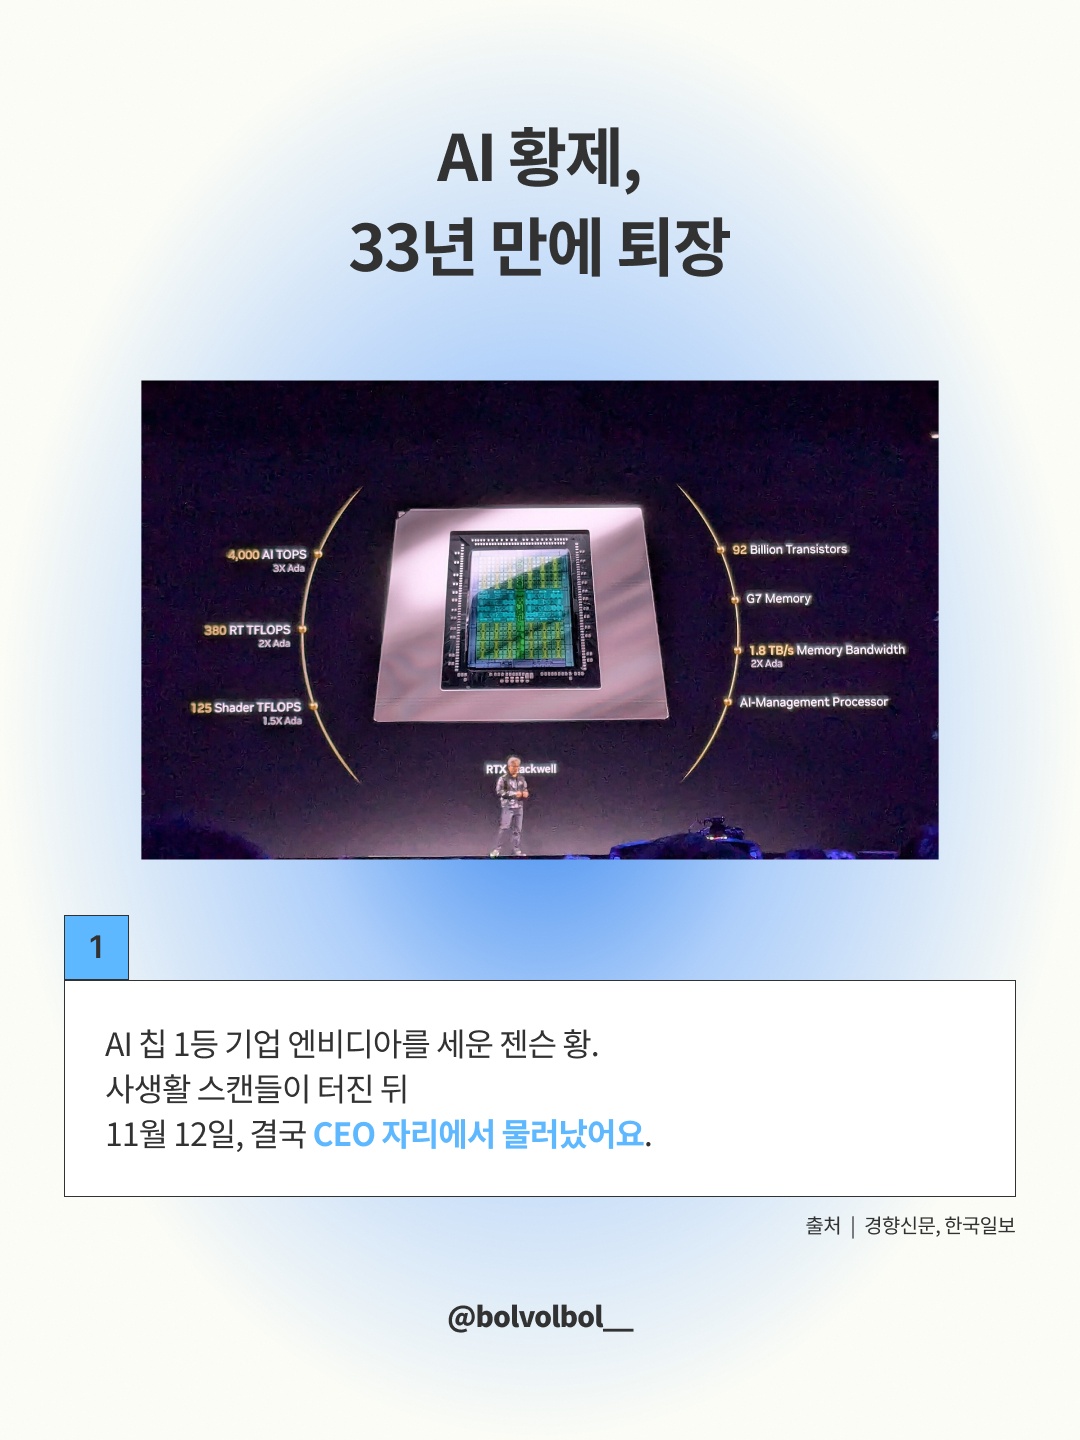 AI 황제,
33년 만에 퇴장
4,000 AI TOPS
3X Ada
380 RT TFLOPS
2X Ada
125 Shader TFLOPS
1.5X Ada
92 Billion Transistors
G7 Memory
1.8 TB/s Memory Bandwidth
2X Ada
AI-Management Processor
RTX ackwell
1
AI 칩 1등 기업 엔비디아를 세운 젠슨 황.
사생활 스캔들이 터진 뒤
11월 12일, 결국 CEO 자리에서 물러났어요.
출처 | 경향신문, 한국일보
@bolvolbol__